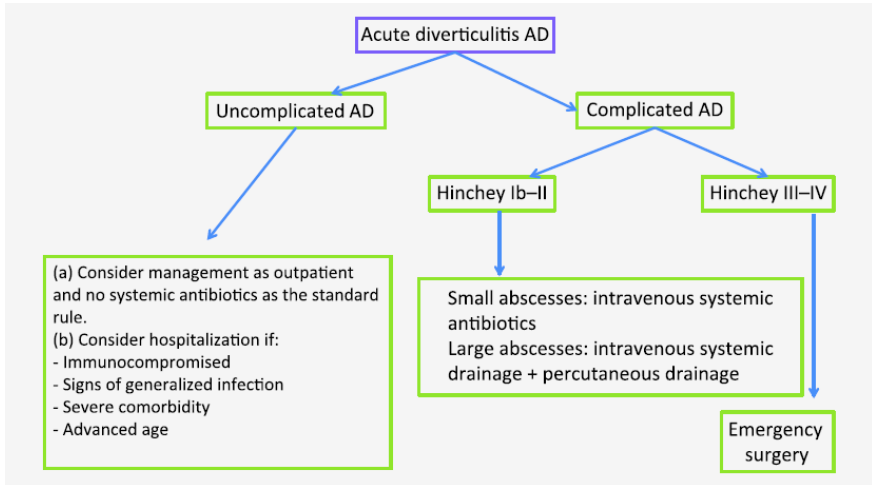 Acute diverticulitis AD
Uncomplicated AD
Complicated AD
Hinchey Ib–II
Hinchey III–IV
(a) Consider management as outpatient
and no systemic antibiotics as the standard
rule.
(b) Consider hospitalization if:
- Immunocompromised
- Signs of generalized infection
- Severe comorbidity
- Advanced age
Small abscesses: intravenous systemic
antibiotics
Large abscesses: intravenous systemic
drainage + percutaneous drainage
Emergency
surgery